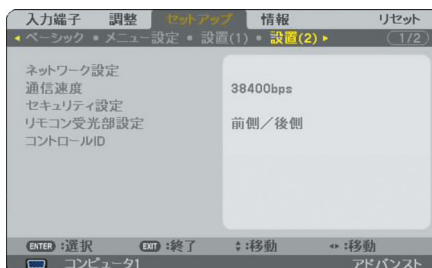 入力端子 調整 セットアップ 情報 リセット
◂ ベーシック • メニュー設定 • 設置(1) • 設置(2) ▸ 1/2
ネットワーク設定
通信速度 38400bps
セキュリティ設定
リモコン受光部設定 前側／後側
コントロールID
ENTER :選択 EXIT :終了 :移動 :移動
コンピュータ1 アドバンスト